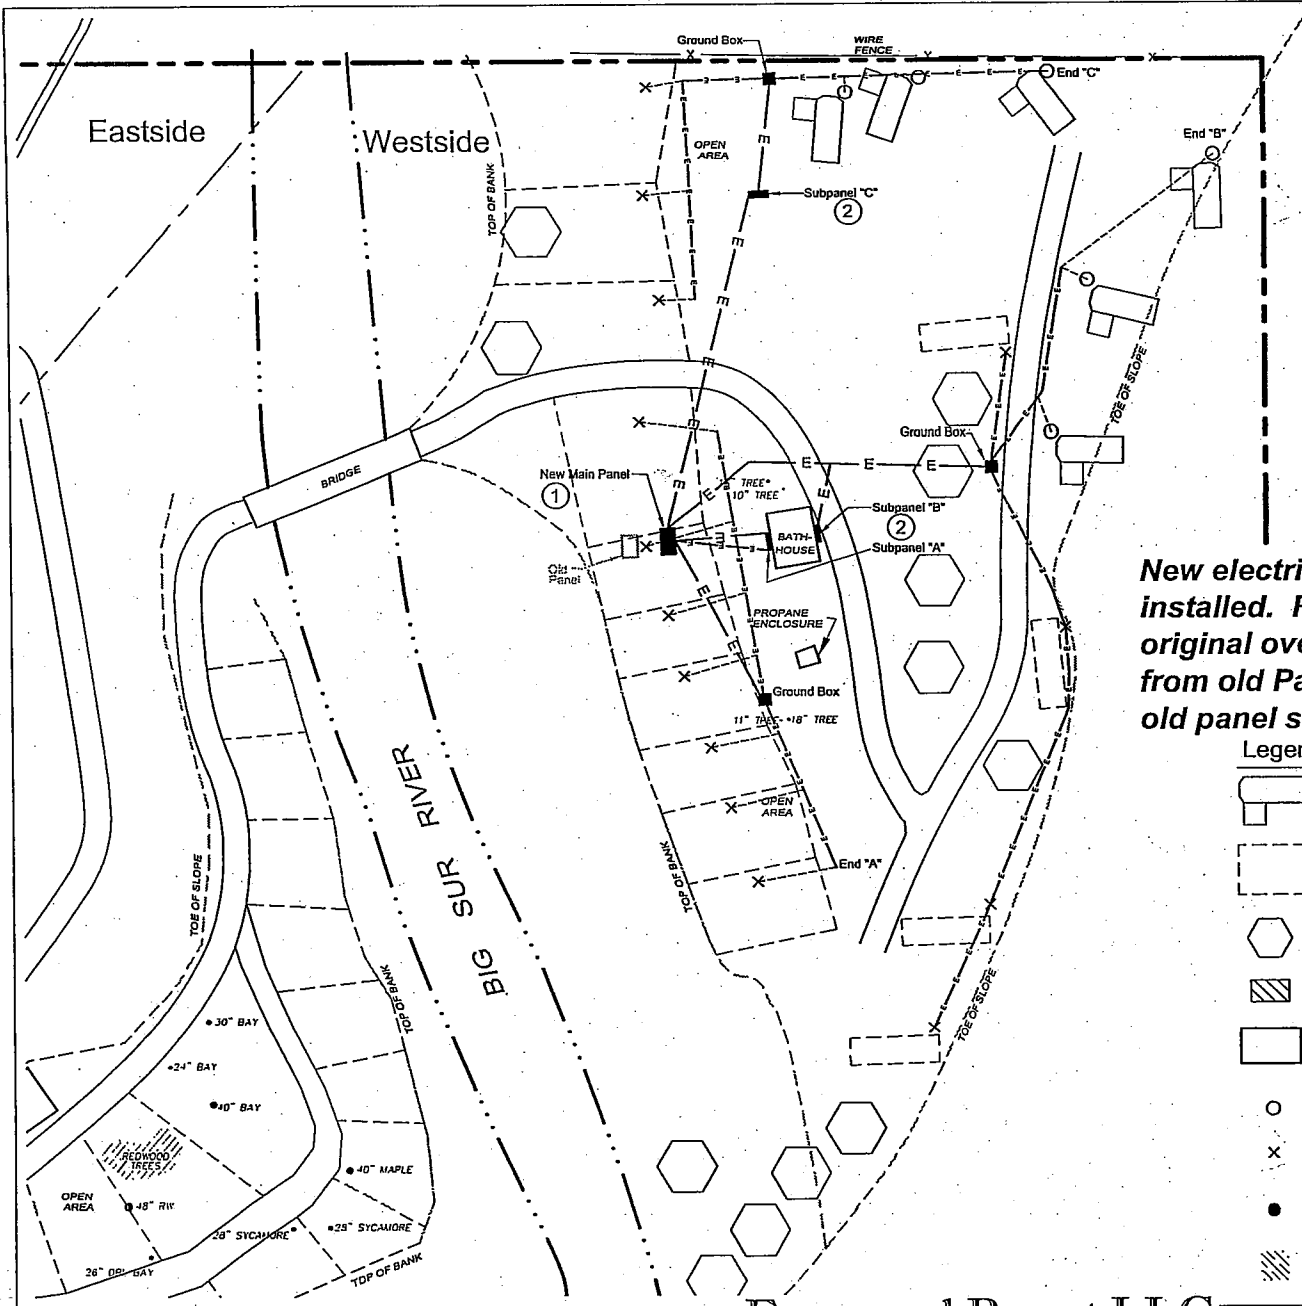 Ground Box
WIRE
FENCE
End "C"
Eastside
Westside
OPEN
AREA
End "B"
TOP OF BANK
Subpanel "C"
2
TOE OF SLOPE
Ground Box
BRIDGE
New Main Panel
1
TREE
10" TREE
Subpanel "B"
2
BATH-
HOUSE
Subpanel "A"
Old
Panel
New electri
installed.
original ove
from old Pa
old panel s
PROPANE
ENCLOSURE
Ground Box
11" TREE
18" TREE
Leger
BIG SUR RIVER
OPEN
AREA
TOE OF SLOPE
TOP OF BANK
End "A"
TOP OF BANK
TOE OF SLOPE
30" BAY
24" BAY
40" BAY
REDWOOD
TREES
40" MAPLE
OPEN
AREA
48" RW
28" SYCAMORE
28" SYCAMORE
26" BAY
TOP OF BANK